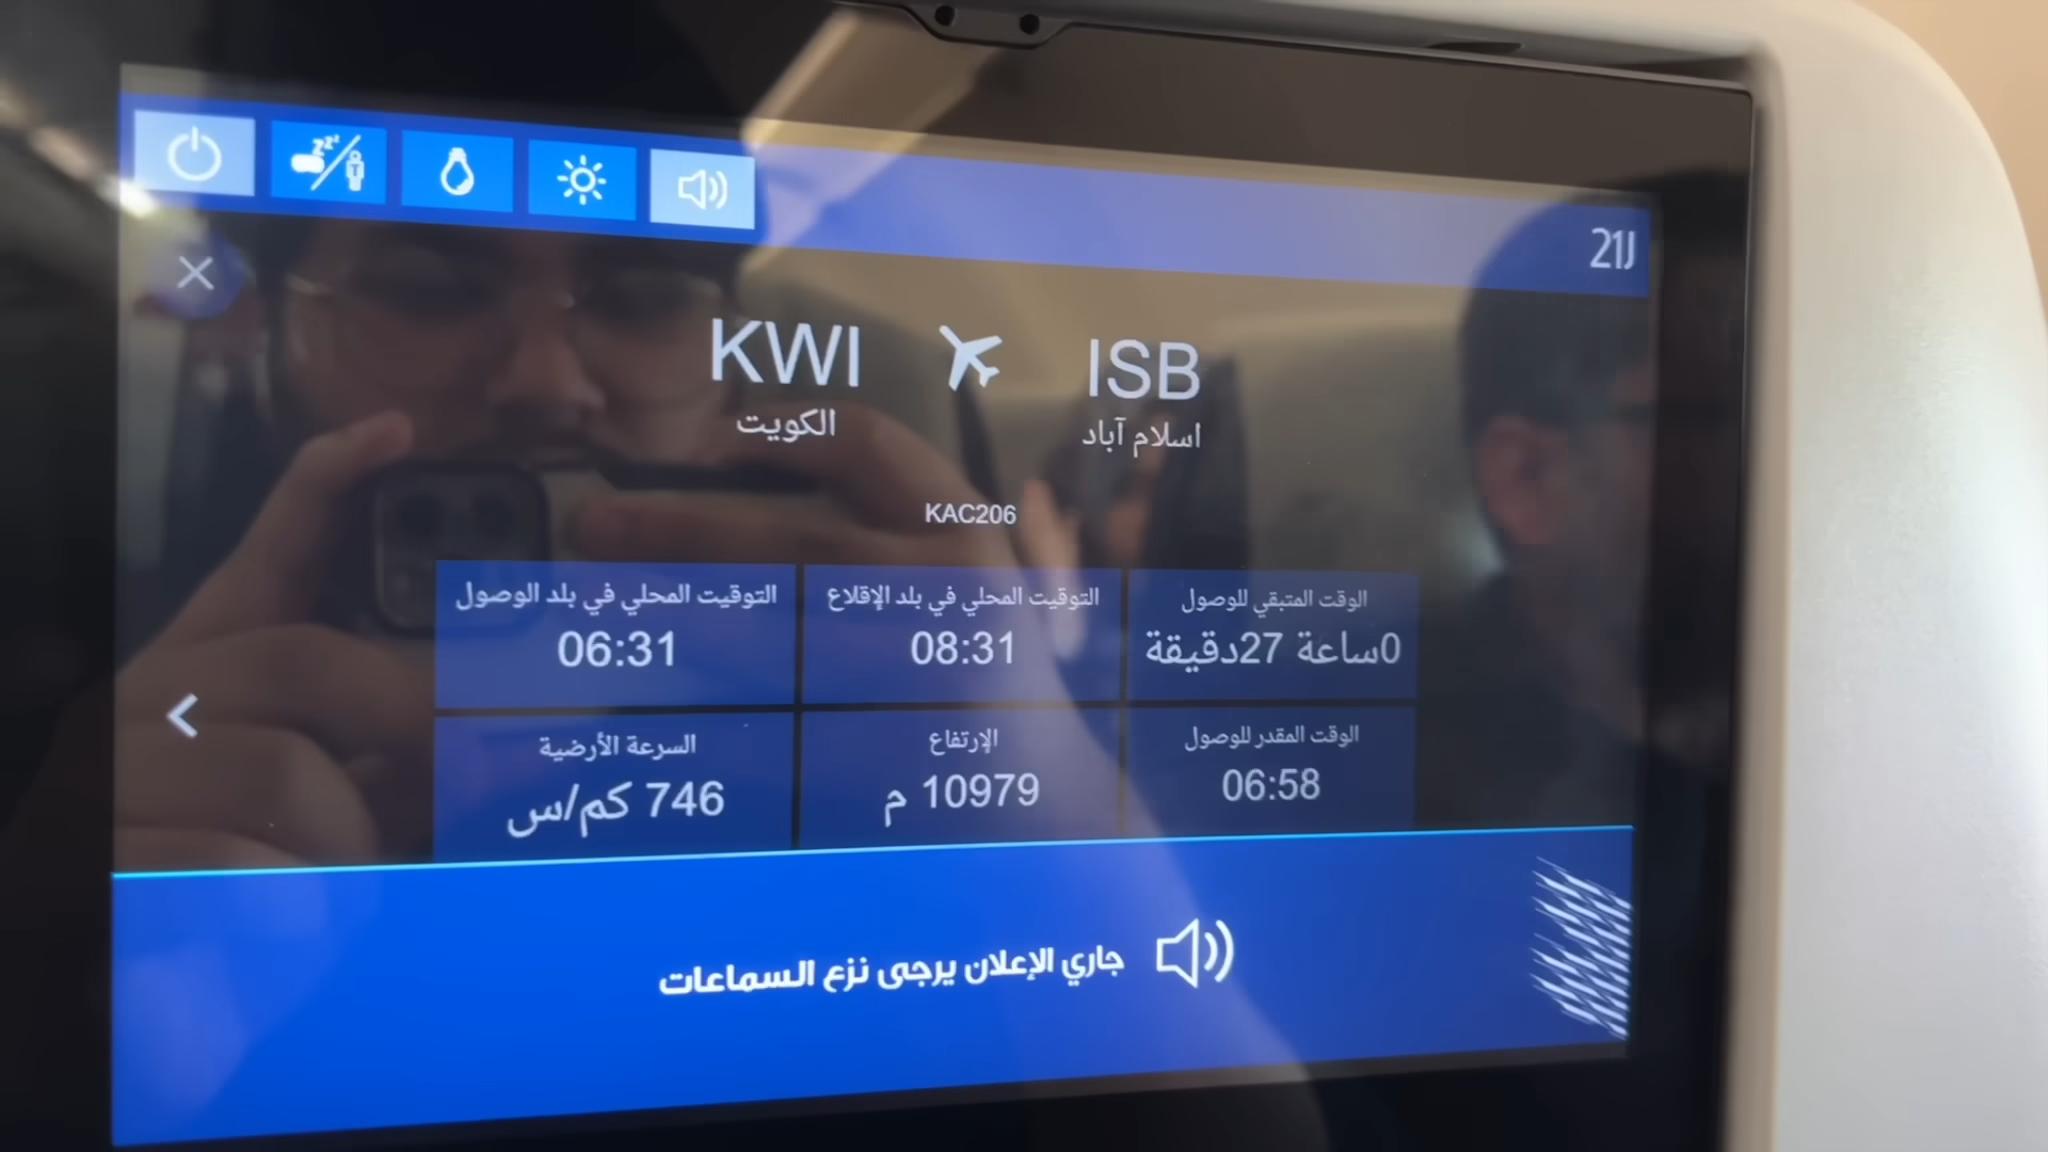 21J
KWI ISB
الكويت اسلام آباد
KAC206
الوقت المتبقي للوصول
0ساعة 27دقيقة
التوقيت المحلي في بلد الإقلاع
08:31
التوقيت المحلي في بلد الوصول
06:31
الوقت المقدر للوصول
06:58
الإرتفاع
10979 م
السرعة الأرضية
746 كم/س
جاري الإعلان يرجى نزع السماعات